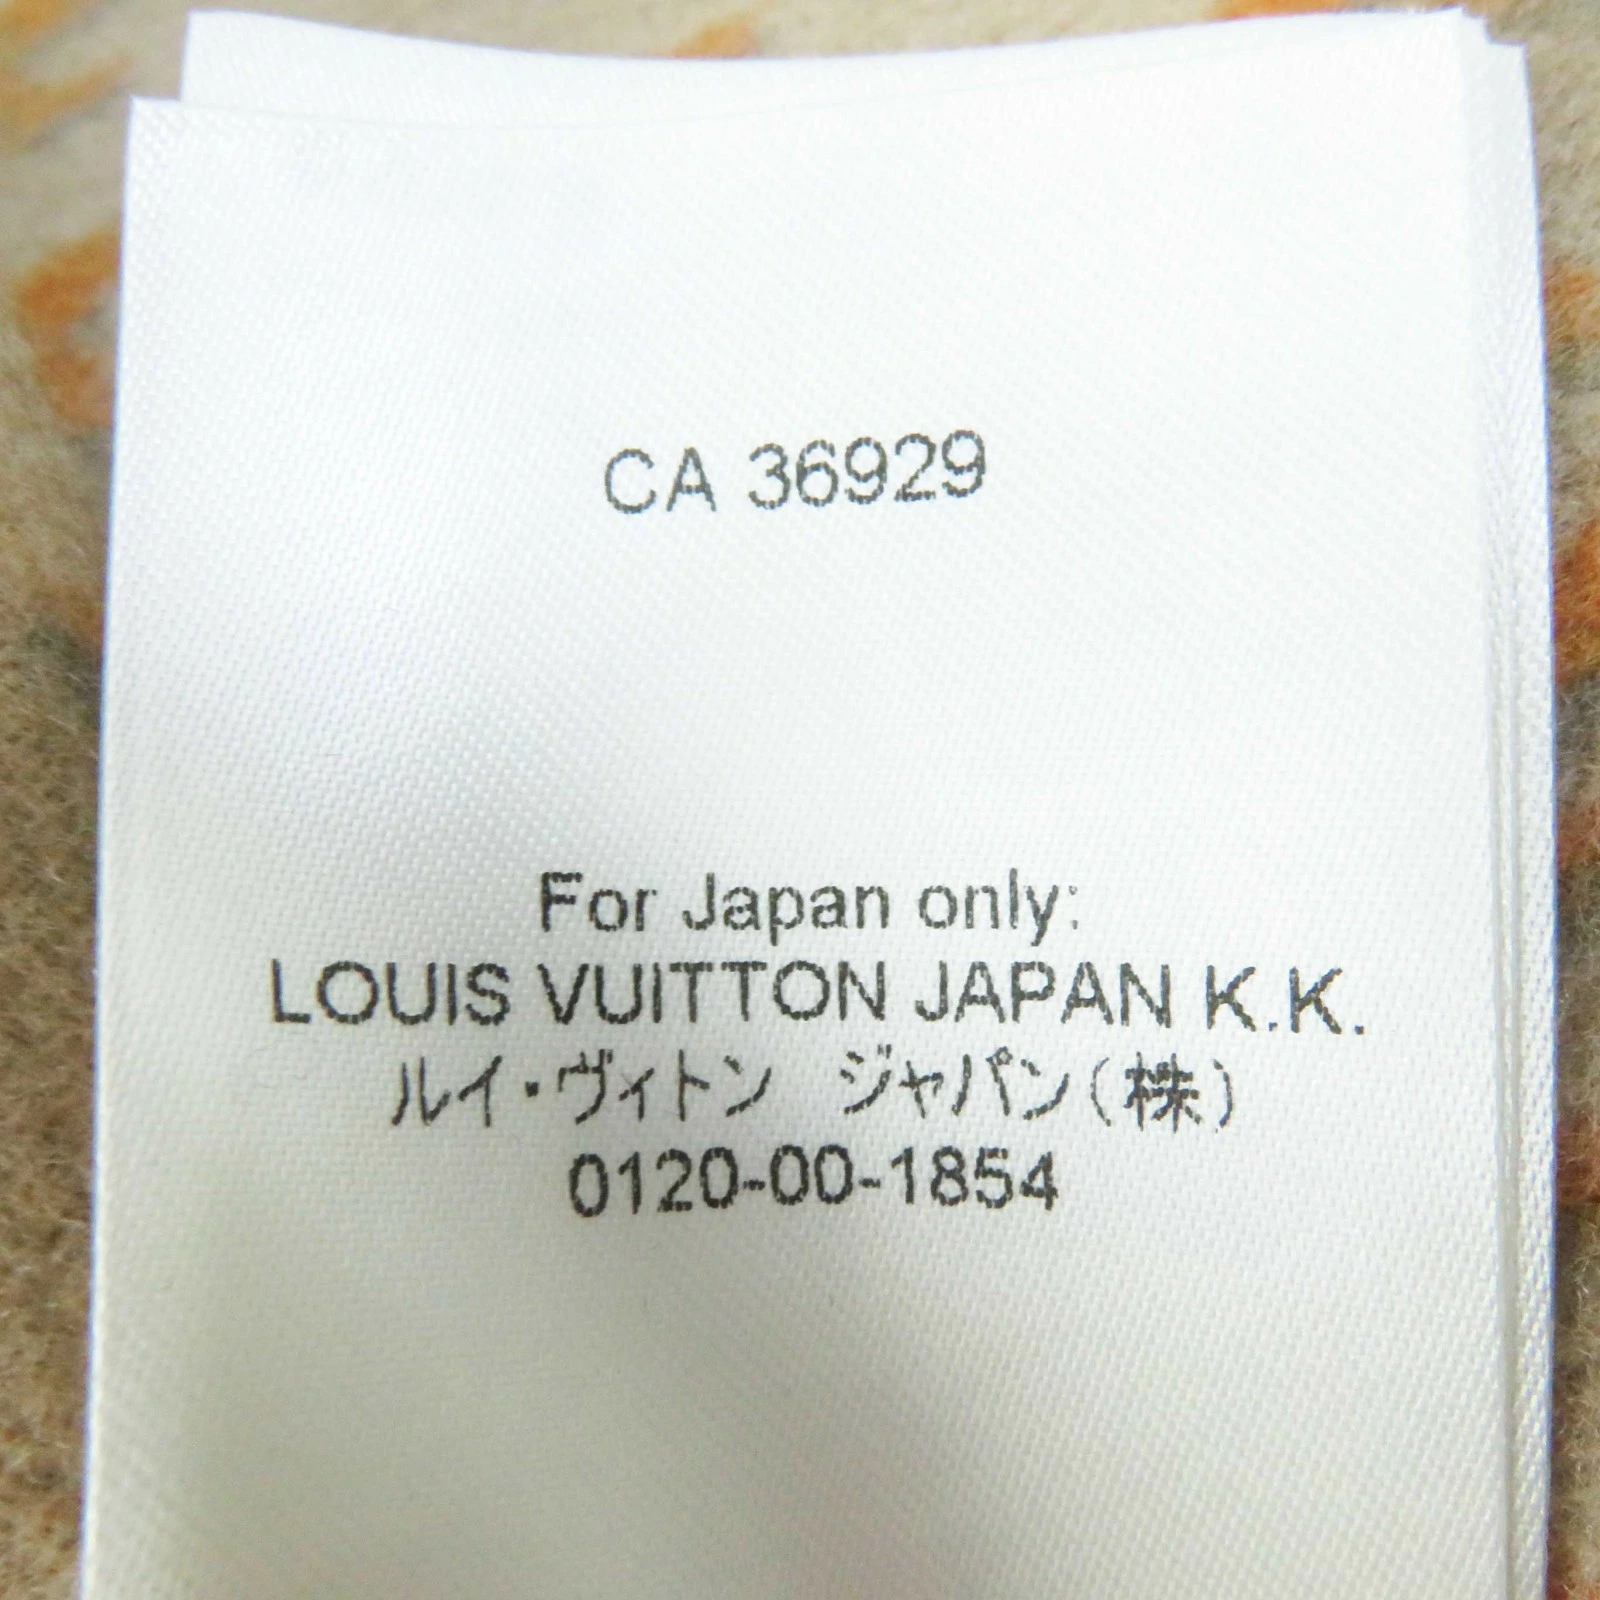 CA 36929
For Japan only:
LOUIS VUITTON JAPAN K.K.
ルイ・ヴィトン　ジャパン(株)
0120-00-1854